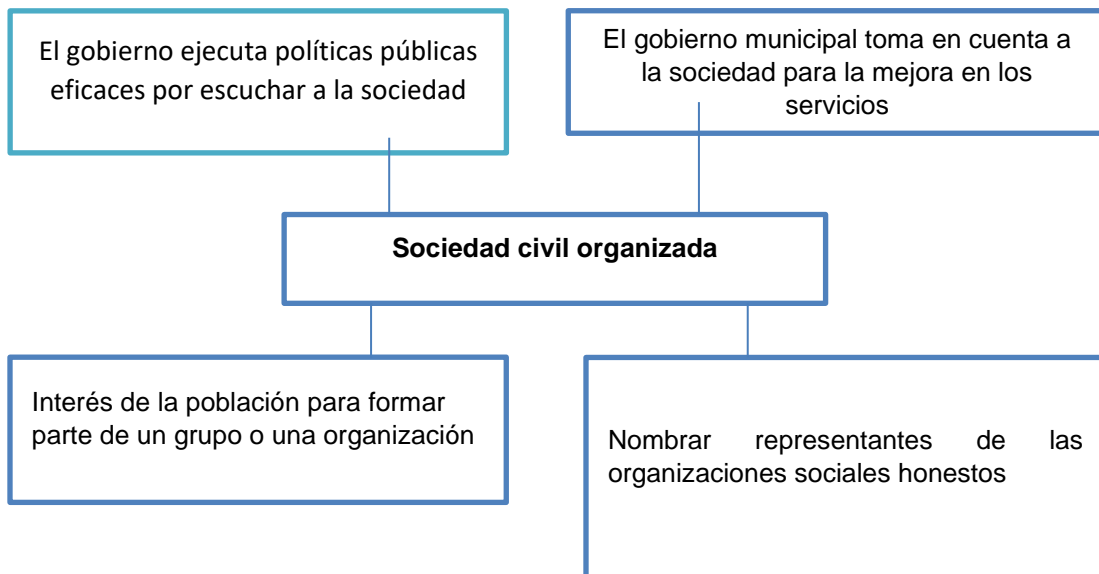 El gobierno ejecuta políticas públicas
eficaces por escuchar a la sociedad
El gobierno municipal toma en cuenta a
la sociedad para la mejora en los
servicios
Sociedad civil organizada
Interés de la población para formar
parte de un grupo o una organización
Nombrar representantes de las
organizaciones sociales honestos